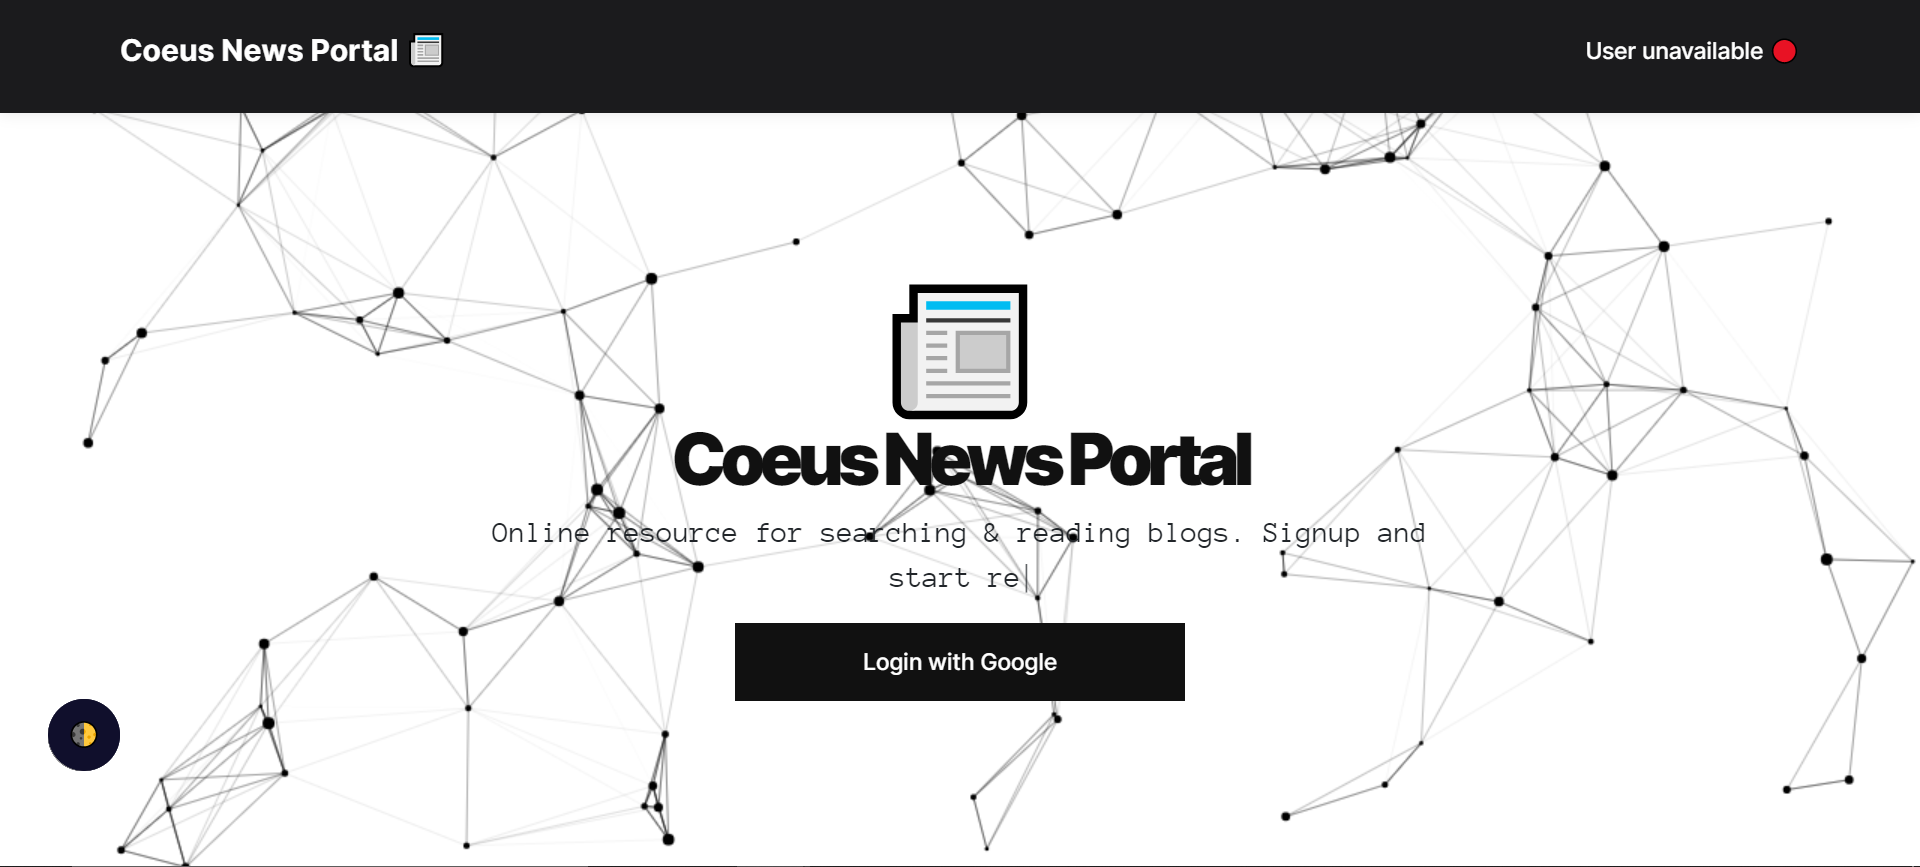 Coeus News Portal
User unavailable
Coeus News Portal
Online resource for searching & reading blogs. Signup and
start re
Login with Google